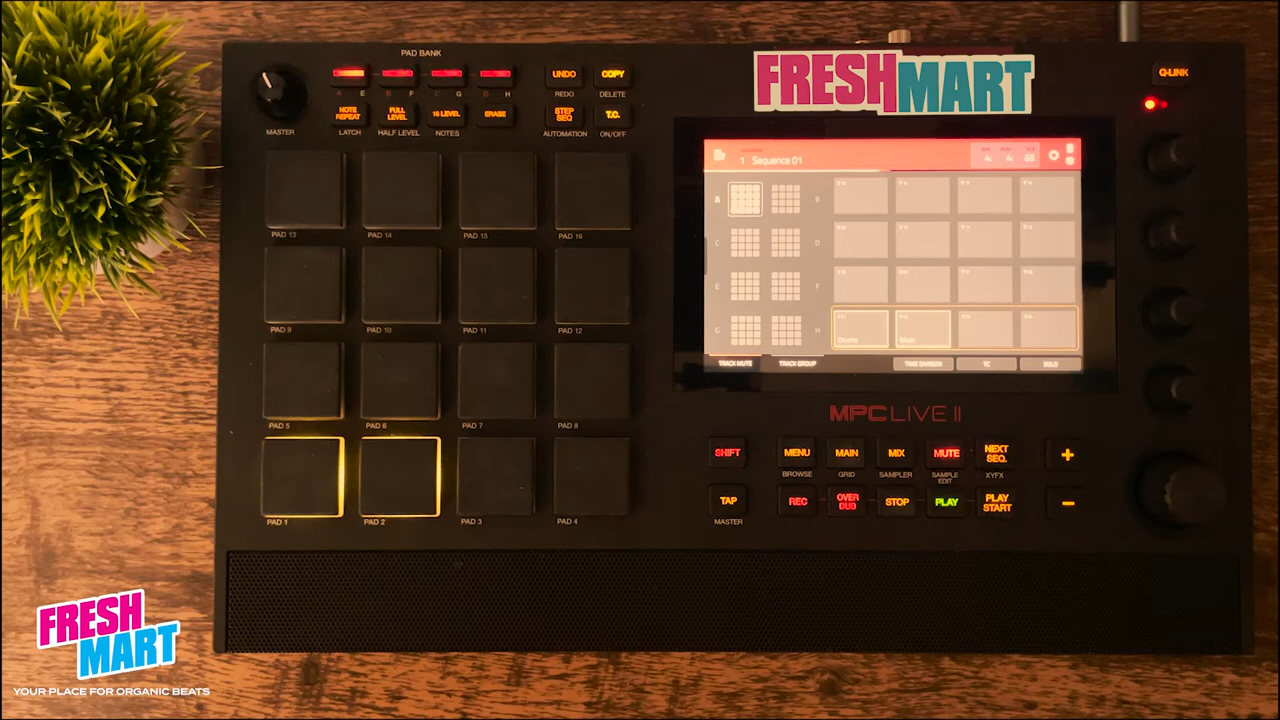 PAD BANK
A E B F C G D H
UNDO COPY
REDO DELETE
NOTE REPEAT FULL LEVEL 16 LEVEL ERASE
STEP SEQ T.C.
LATCH HALF LEVEL NOTES
AUTOMATION ON/OFF
MASTER
PAD 13 PAD 14 PAD 15 PAD 16
PAD 9 PAD 10 PAD 11 PAD 12
PAD 5 PAD 6 PAD 7 PAD 8
PAD 1 PAD 2 PAD 3 PAD 4
FRESHMART
Q-LINK
1 Sequence 01
A B
C D
E F
G H
Drums
TRACK MUTE TRACK GROUP TIME DIVISION TC SOLO
MPC LIVE II
SHIFT MENU MAIN MIX MUTE NEXT SEQ. +
BROWSE GRID SAMPLER SAMPLE EDIT XYFX
TAP REC OVER DUB STOP PLAY PLAY START −
MASTER
FRESH
MART
YOUR PLACE FOR ORGANIC BEATS